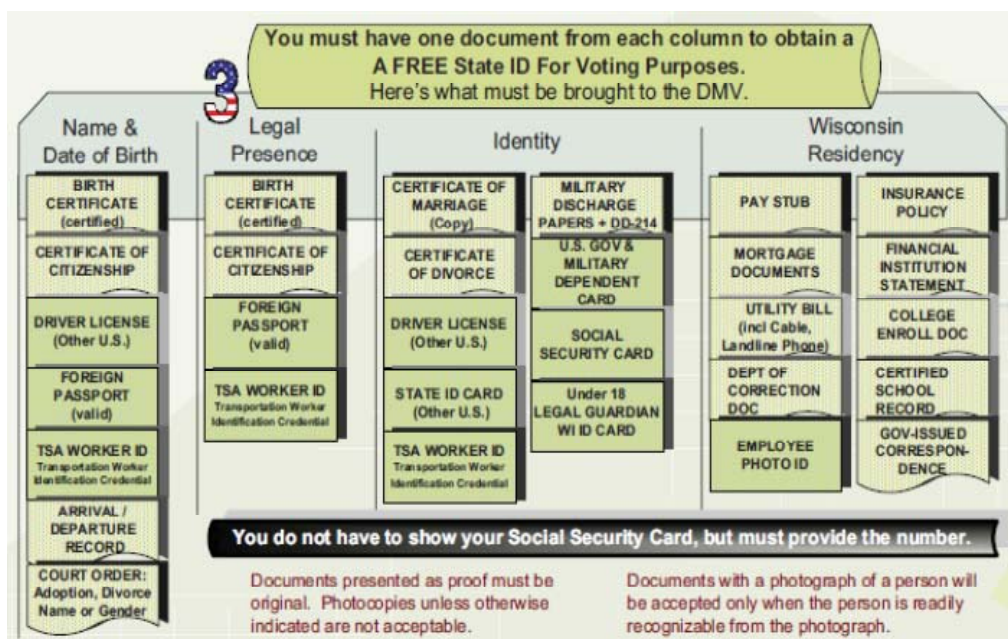 You must have one document from each column to obtain a
A FREE State ID For Voting Purposes.
Here's what must be brought to the DMV.
3
Name &
Date of Birth
BIRTH
CERTIFICATE
(certified)
CERTIFICATE OF
CITIZENSHIP
DRIVER LICENSE
(Other U.S.)
FOREIGN
PASSPORT
(valid)
TSA WORKER ID
Transportation Worker
Identification Credential
ARRIVAL /
DEPARTURE
RECORD
COURT ORDER:
Adoption, Divorce
Name or Gender
Legal
Presence
BIRTH
CERTIFICATE
(certified)
CERTIFICATE OF
CITIZENSHIP
FOREIGN
PASSPORT
(valid)
TSA WORKER ID
Transportation Worker
Identification Credential
Identity
CERTIFICATE OF
MARRIAGE
(Copy)
CERTIFICATE
OF DIVORCE
DRIVER LICENSE
(Other U.S.)
STATE ID CARD
(Other U.S.)
TSA WORKER ID
Transportation Worker
Identification Credential
MILITARY
DISCHARGE
PAPERS + DD-214
U.S. GOV &
MILITARY
DEPENDENT
CARD
SOCIAL
SECURITY CARD
Under 18
LEGAL GUARDIAN
WI ID CARD
Wisconsin
Residency
PAY STUB
MORTGAGE
DOCUMENTS
UTILITY BILL
(incl Cable,
Landline Phone)
DEPT OF
CORRECTION
DOC
EMPLOYEE
PHOTO ID
INSURANCE
POLICY
FINANCIAL
INSTITUTION
STATEMENT
COLLEGE
ENROLL DOC
CERTIFIED
SCHOOL
RECORD
GOV-ISSUED
CORRESPON-
DENCE
You do not have to show your Social Security Card, but must provide the number.
Documents presented as proof must be
original. Photocopies unless otherwise
indicated are not acceptable.
Documents with a photograph of a person will
be accepted only when the person is readily
recognizable from the photograph.